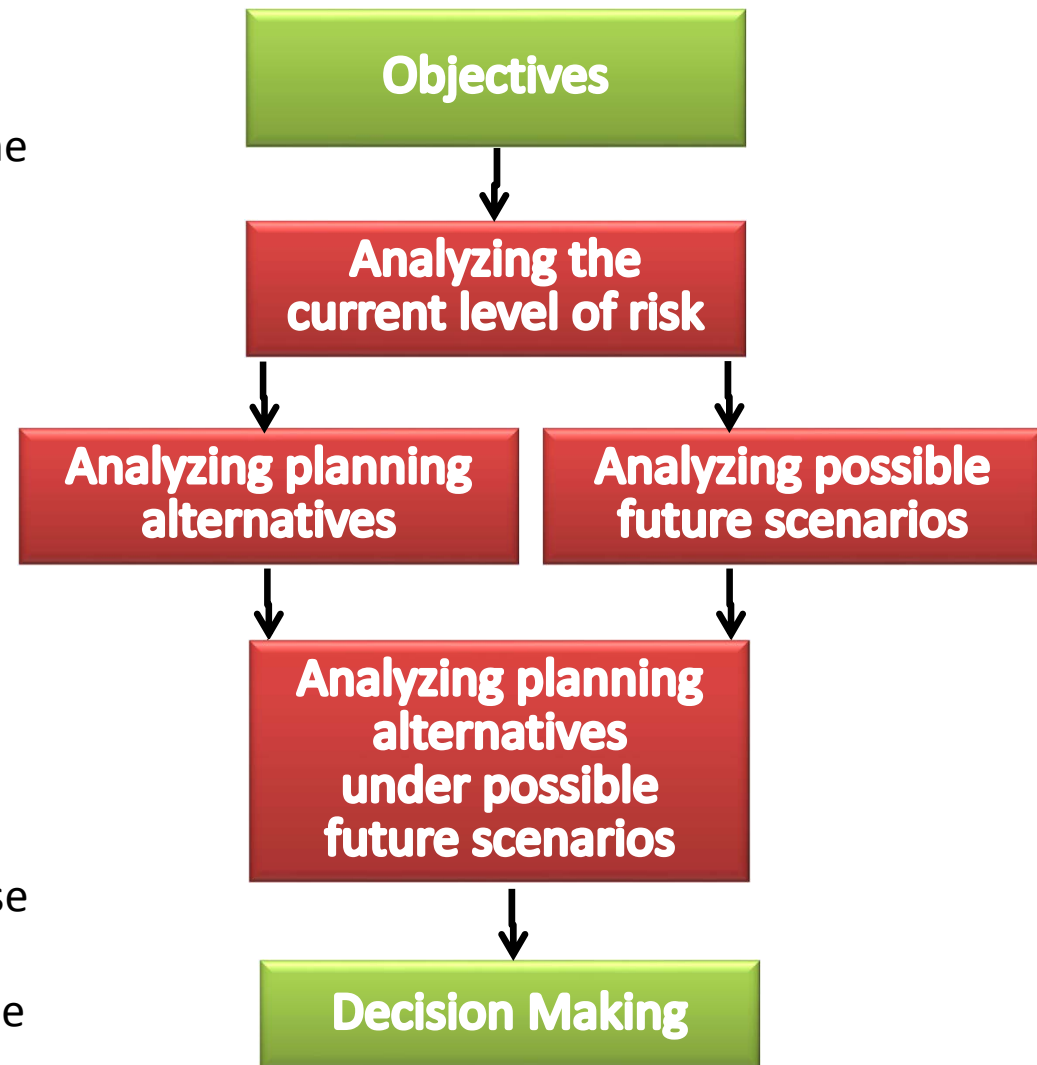 Objectives
Analyzing the
current level of risk
Analyzing planning
alternatives
Analyzing possible
future scenarios
Analyzing planning
alternatives
under possible
future scenarios
Decision Making